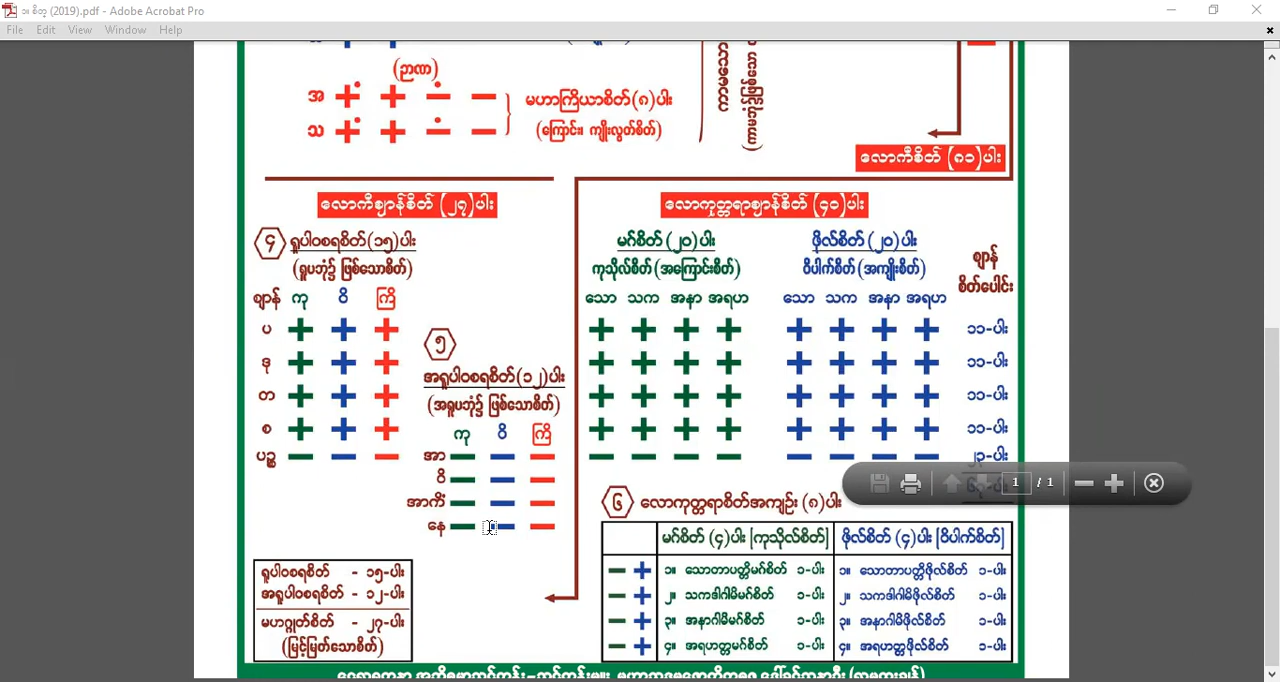 သး စိတ္ (2019).pdf - Adobe Acrobat Pro
File Edit View Window Help
(ဉာဏ)
အ
မဟာကြိယာစိတ်(၈)ပါး
သ
(ကြောင်း၊ ကျိုးလွတ်စိတ်)
လောကီစိတ် (၈၁)ပါး
လောကီဈာန်စိတ် (၂၇)ပါး
၄
ရူပါဝစရစိတ်(၁၅)ပါး
(ရူပဘုံ၌ ဖြစ်သောစိတ်)
ဈာန် ကု ဝိ ကြိ
ပ
ဒု
တ
စ
ပဉ္စ
၅
အရူပါဝစရစိတ်(၁၂)ပါး
(အရူပဘုံ၌ ဖြစ်သောစိတ်)
ကု ဝိ ကြိ
အာ
ဝိ
အာကိံ
နေ
ရူပါဝစရစိတ် - ၁၅-ပါး
အရူပါဝစရစိတ် - ၁၂-ပါး
မဟဂ္ဂုတ်စိတ် - ၂၇-ပါး
(မြင့်မြတ်သောစိတ်)
လောကုတ္တရာဈာန်စိတ် (၄၀)ပါး
မဂ်စိတ် (၂၀)ပါး ဖိုလ်စိတ် (၂၀)ပါး
ကုသိုလ်စိတ်(အကြောင်းစိတ်) ဝိပါက်စိတ် (အကျိုးစိတ်)
ဈာန်
စိတ်ပေါင်း
သော သက အနာ အရဟ သော သက အနာ အရဟ
၁၁-ပါး
၁၁-ပါး
၁၁-ပါး
၁၁-ပါး
၂၃-ပါး
1 / 1
၆
လောကုတ္တရာစိတ်အကျဉ်း (၈)ပါး
မဂ်စိတ် (၄)ပါး [ကုသိုလ်စိတ်] ဖိုလ်စိတ် (၄)ပါး [ဝိပါက်စိတ်]
- + ၁။ သောတာပတ္တိမဂ်စိတ် ၁-ပါး ၁။ သောတာပတ္တိဖိုလ်စိတ် ၁-ပါး
- + ၂။ သကဒါဂါမိမဂ်စိတ် ၁-ပါး ၂။ သကဒါဂါမိဖိုလ်စိတ် ၁-ပါး
- + ၃။ အနာဂါမိမဂ်စိတ် ၁-ပါး ၃။ အနာဂါမိဖိုလ်စိတ် ၁-ပါး
- + ၄။ အရဟတ္တမဂ်စိတ် ၁-ပါး ၄။ အရဟတ္တဖိုလ်စိတ် ၁-ပါး